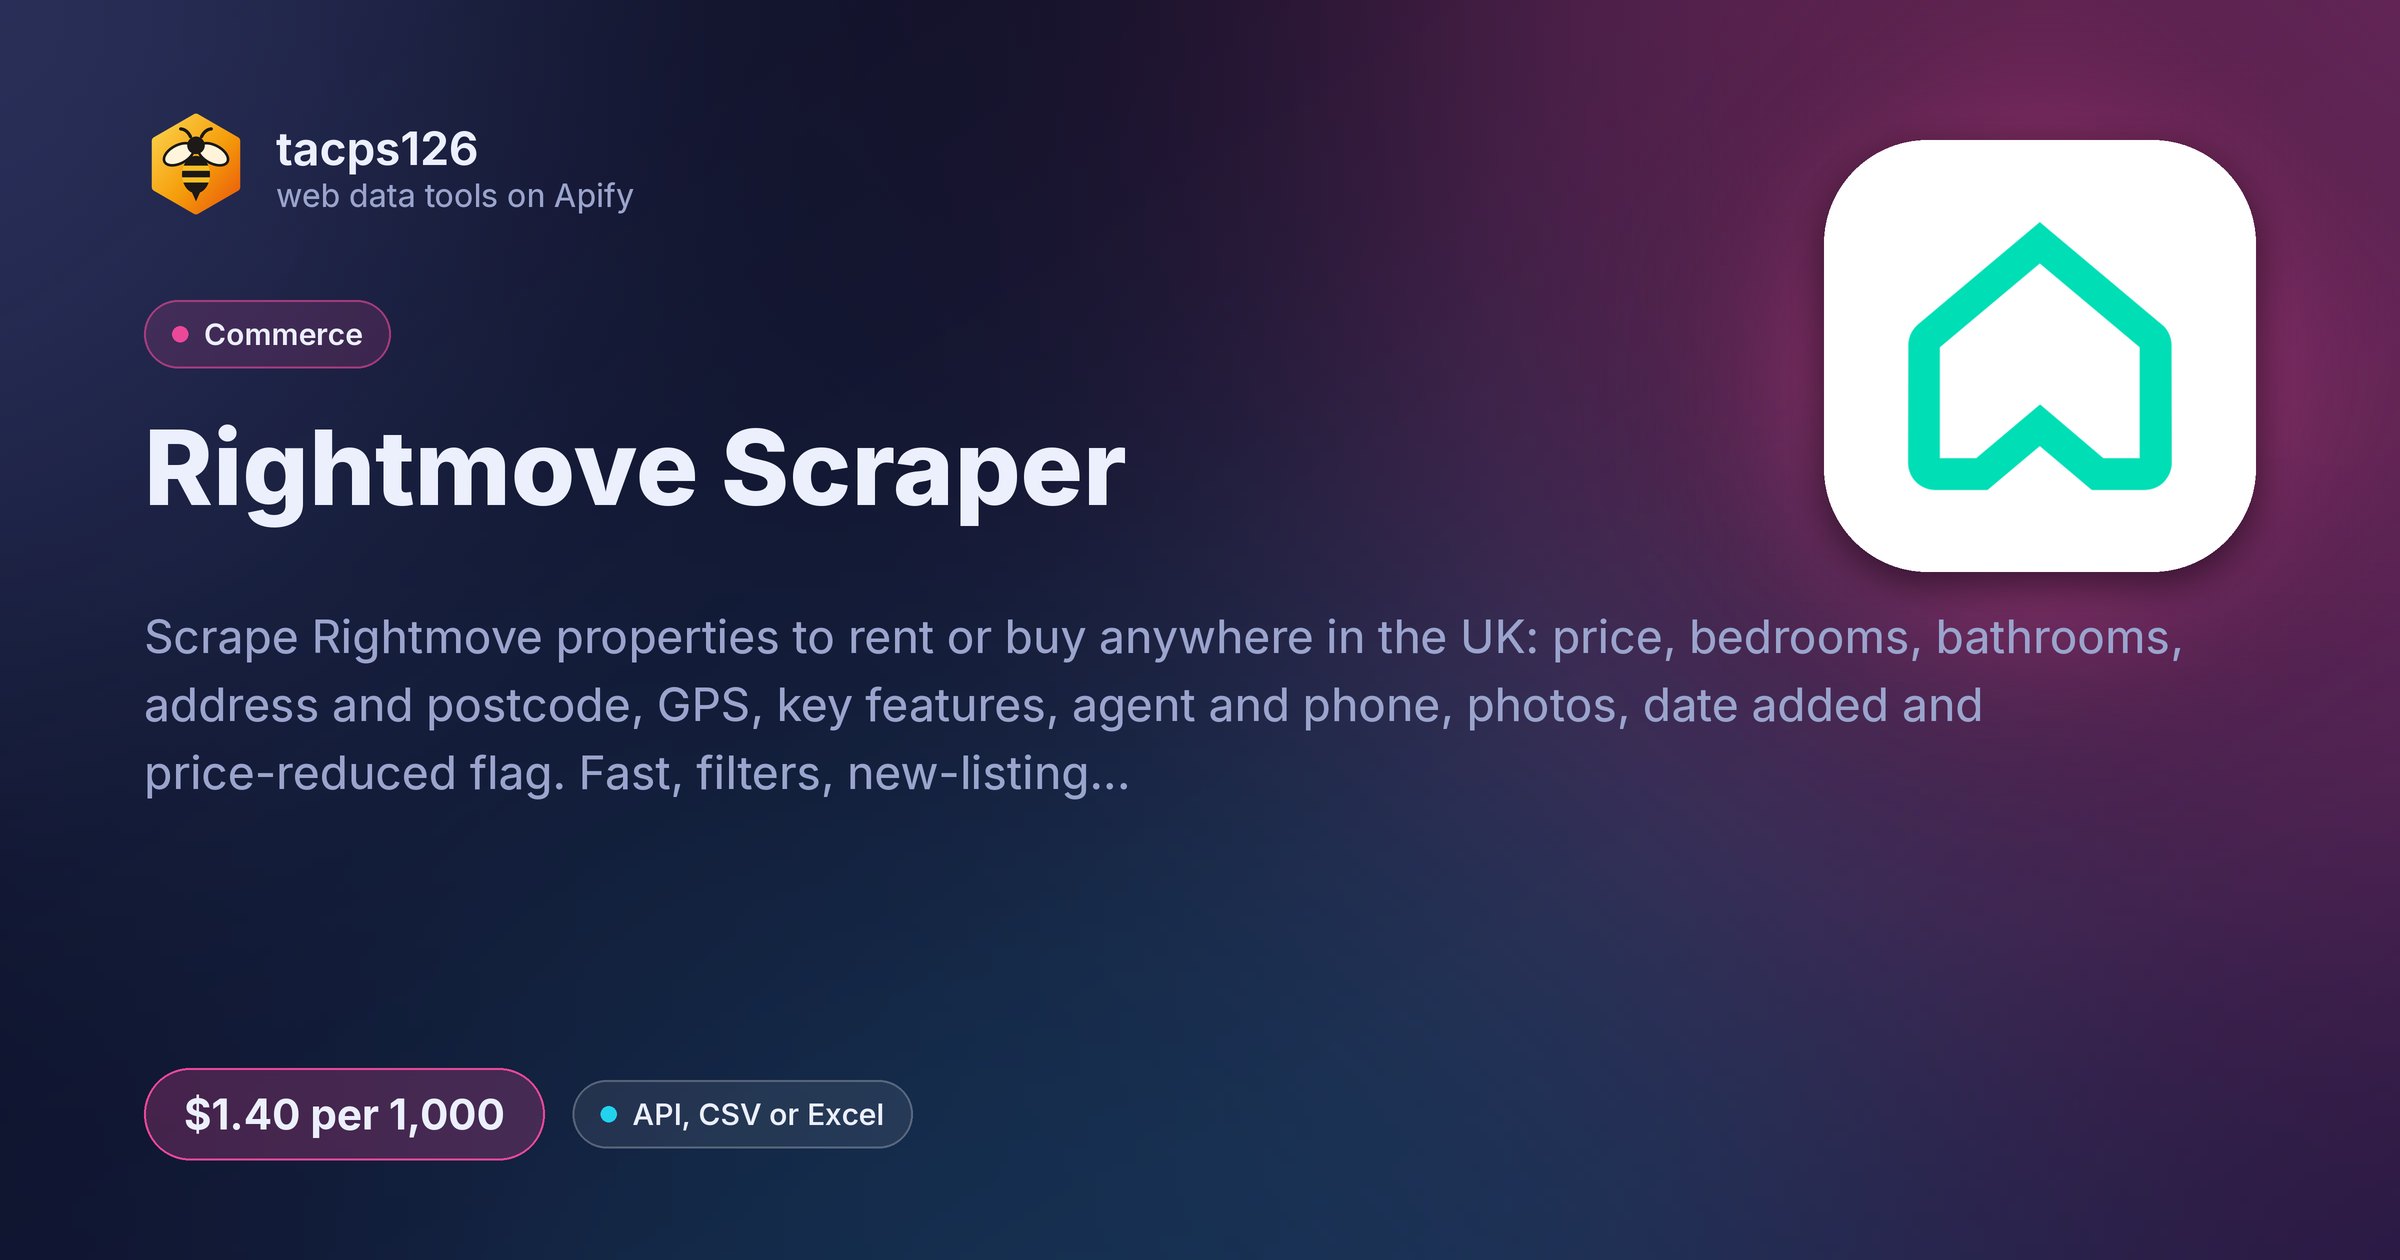 tacps126
web data tools on Apify
Commerce
Rightmove Scraper
Scrape Rightmove properties to rent or buy anywhere in the UK: price, bedrooms, bathrooms,
address and postcode, GPS, key features, agent and phone, photos, date added and
price-reduced flag. Fast, filters, new-listing...
$1.40 per 1,000
API, CSV or Excel